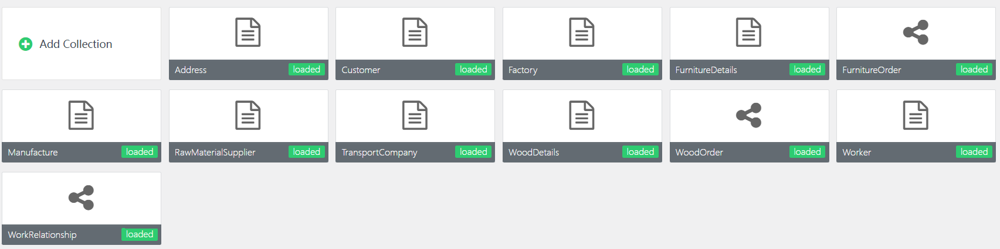 Add Collection
Address loaded
Customer loaded
Factory loaded
FurnitureDetails loaded
FurnitureOrder loaded
Manufacture loaded
RawMaterialSupplier loaded
TransportCompany loaded
WoodDetails loaded
WoodOrder loaded
Worker loaded
WorkRelationship loaded